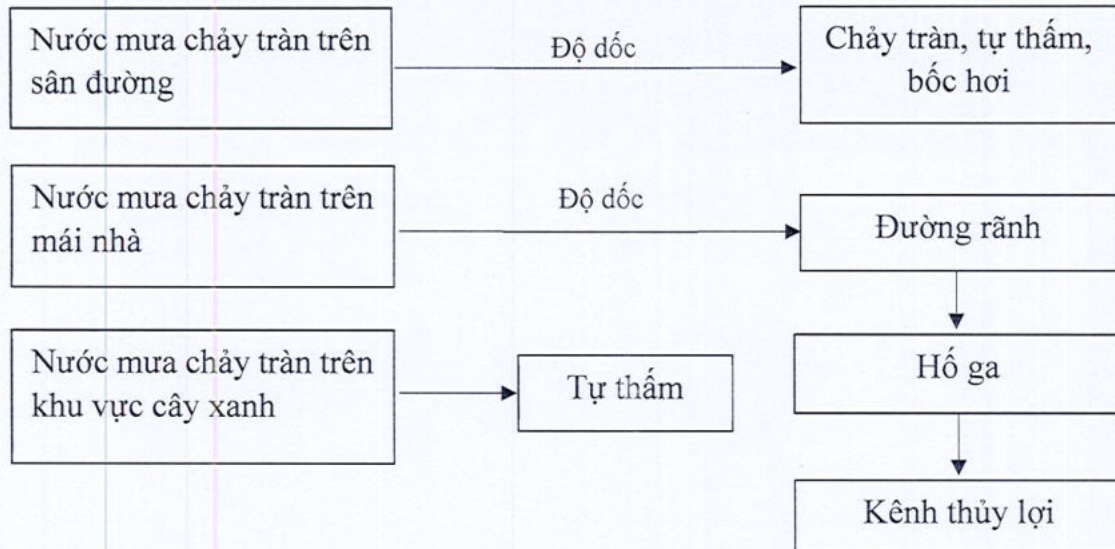 Nước mưa chảy tràn trên
sân đường
Độ dốc
Chảy tràn, tự thấm,
bốc hơi
Nước mưa chảy tràn trên
mái nhà
Độ dốc
Đường rãnh
Nước mưa chảy tràn trên
khu vực cây xanh
Tự thấm
Hố ga
Kênh thủy lợi